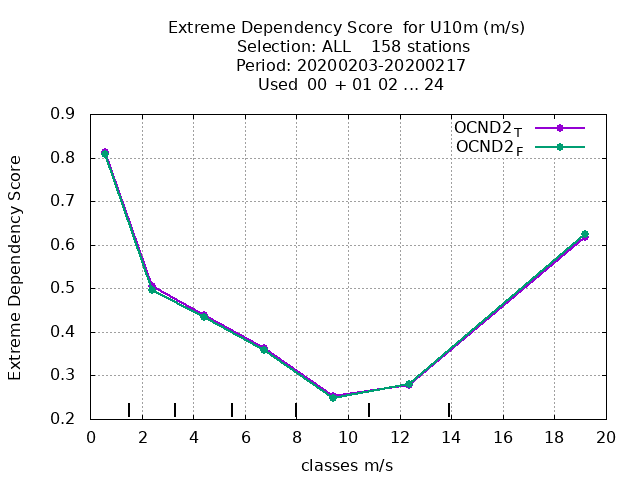 Extreme Dependency Score for U10m (m/s)
Selection: ALL 158 stations
Period: 20200203-20200217
Used 00 + 01 02 ... 24
OCND2T
OCND2F
Extreme Dependency Score
0.9
0.8
0.7
0.6
0.5
0.4
0.3
0.2
0 2 4 6 8 10 12 14 16 18 20
classes m/s